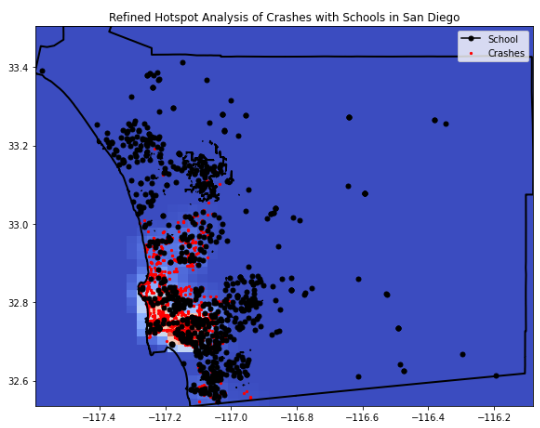 Refined Hotspot Analysis of Crashes with Schools in San Diego
School
Crashes
33.4
33.2
33.0
32.8
32.6
−117.4 −117.2 −117.0 −116.8 −116.6 −116.4 −116.2